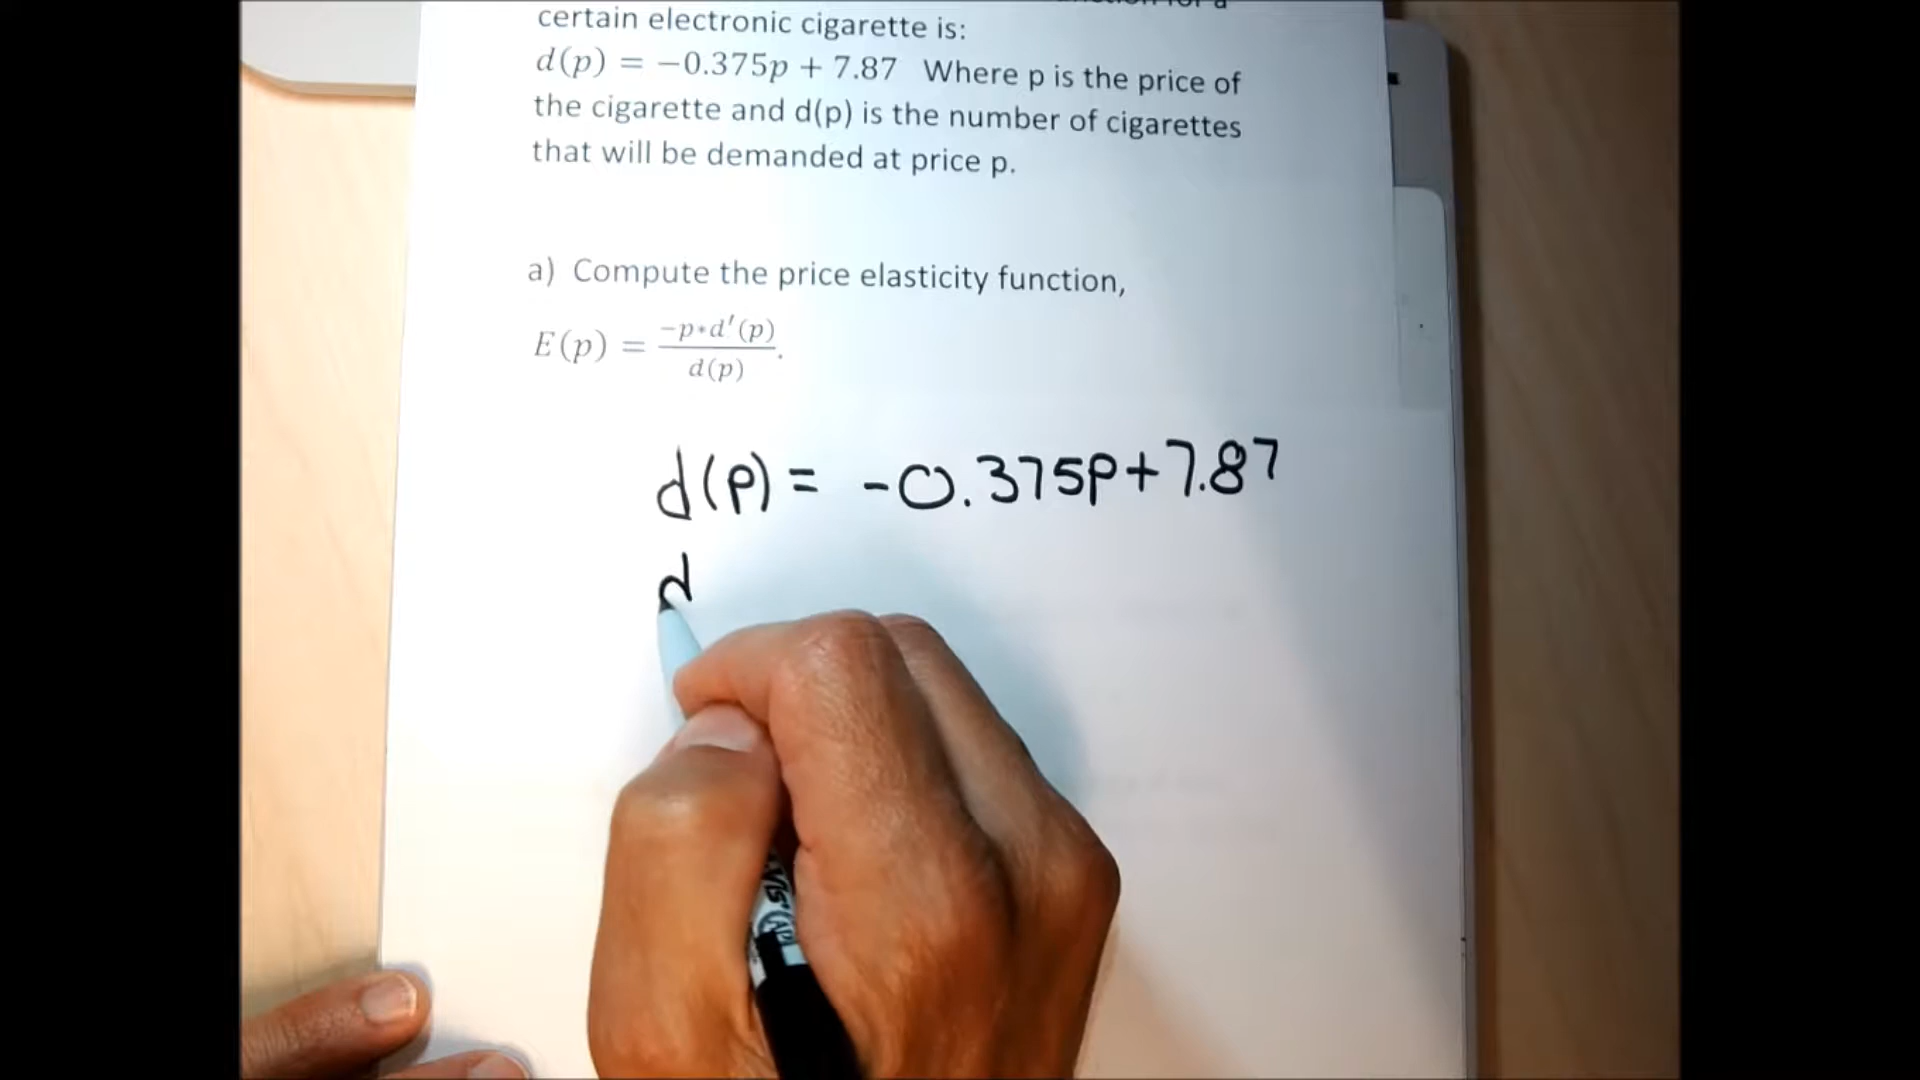 certain electronic cigarette is:
d(p) = −0.375p + 7.87 Where p is the price of
the cigarette and d(p) is the number of cigarettes
that will be demanded at price p.
a) Compute the price elasticity function,
E(p) = −p*d′(p) / d(p).
d(p) = -0.375p+7.87
d